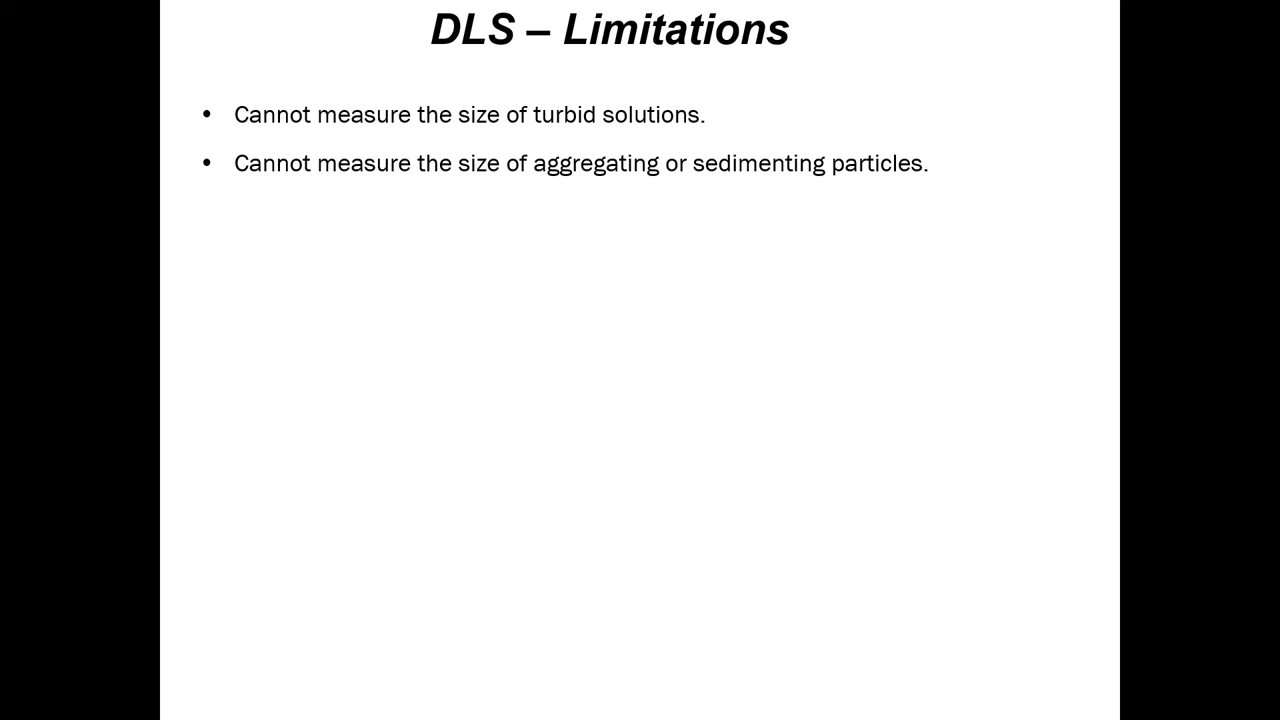 DLS – Limitations
• Cannot measure the size of turbid solutions.
• Cannot measure the size of aggregating or sedimenting particles.